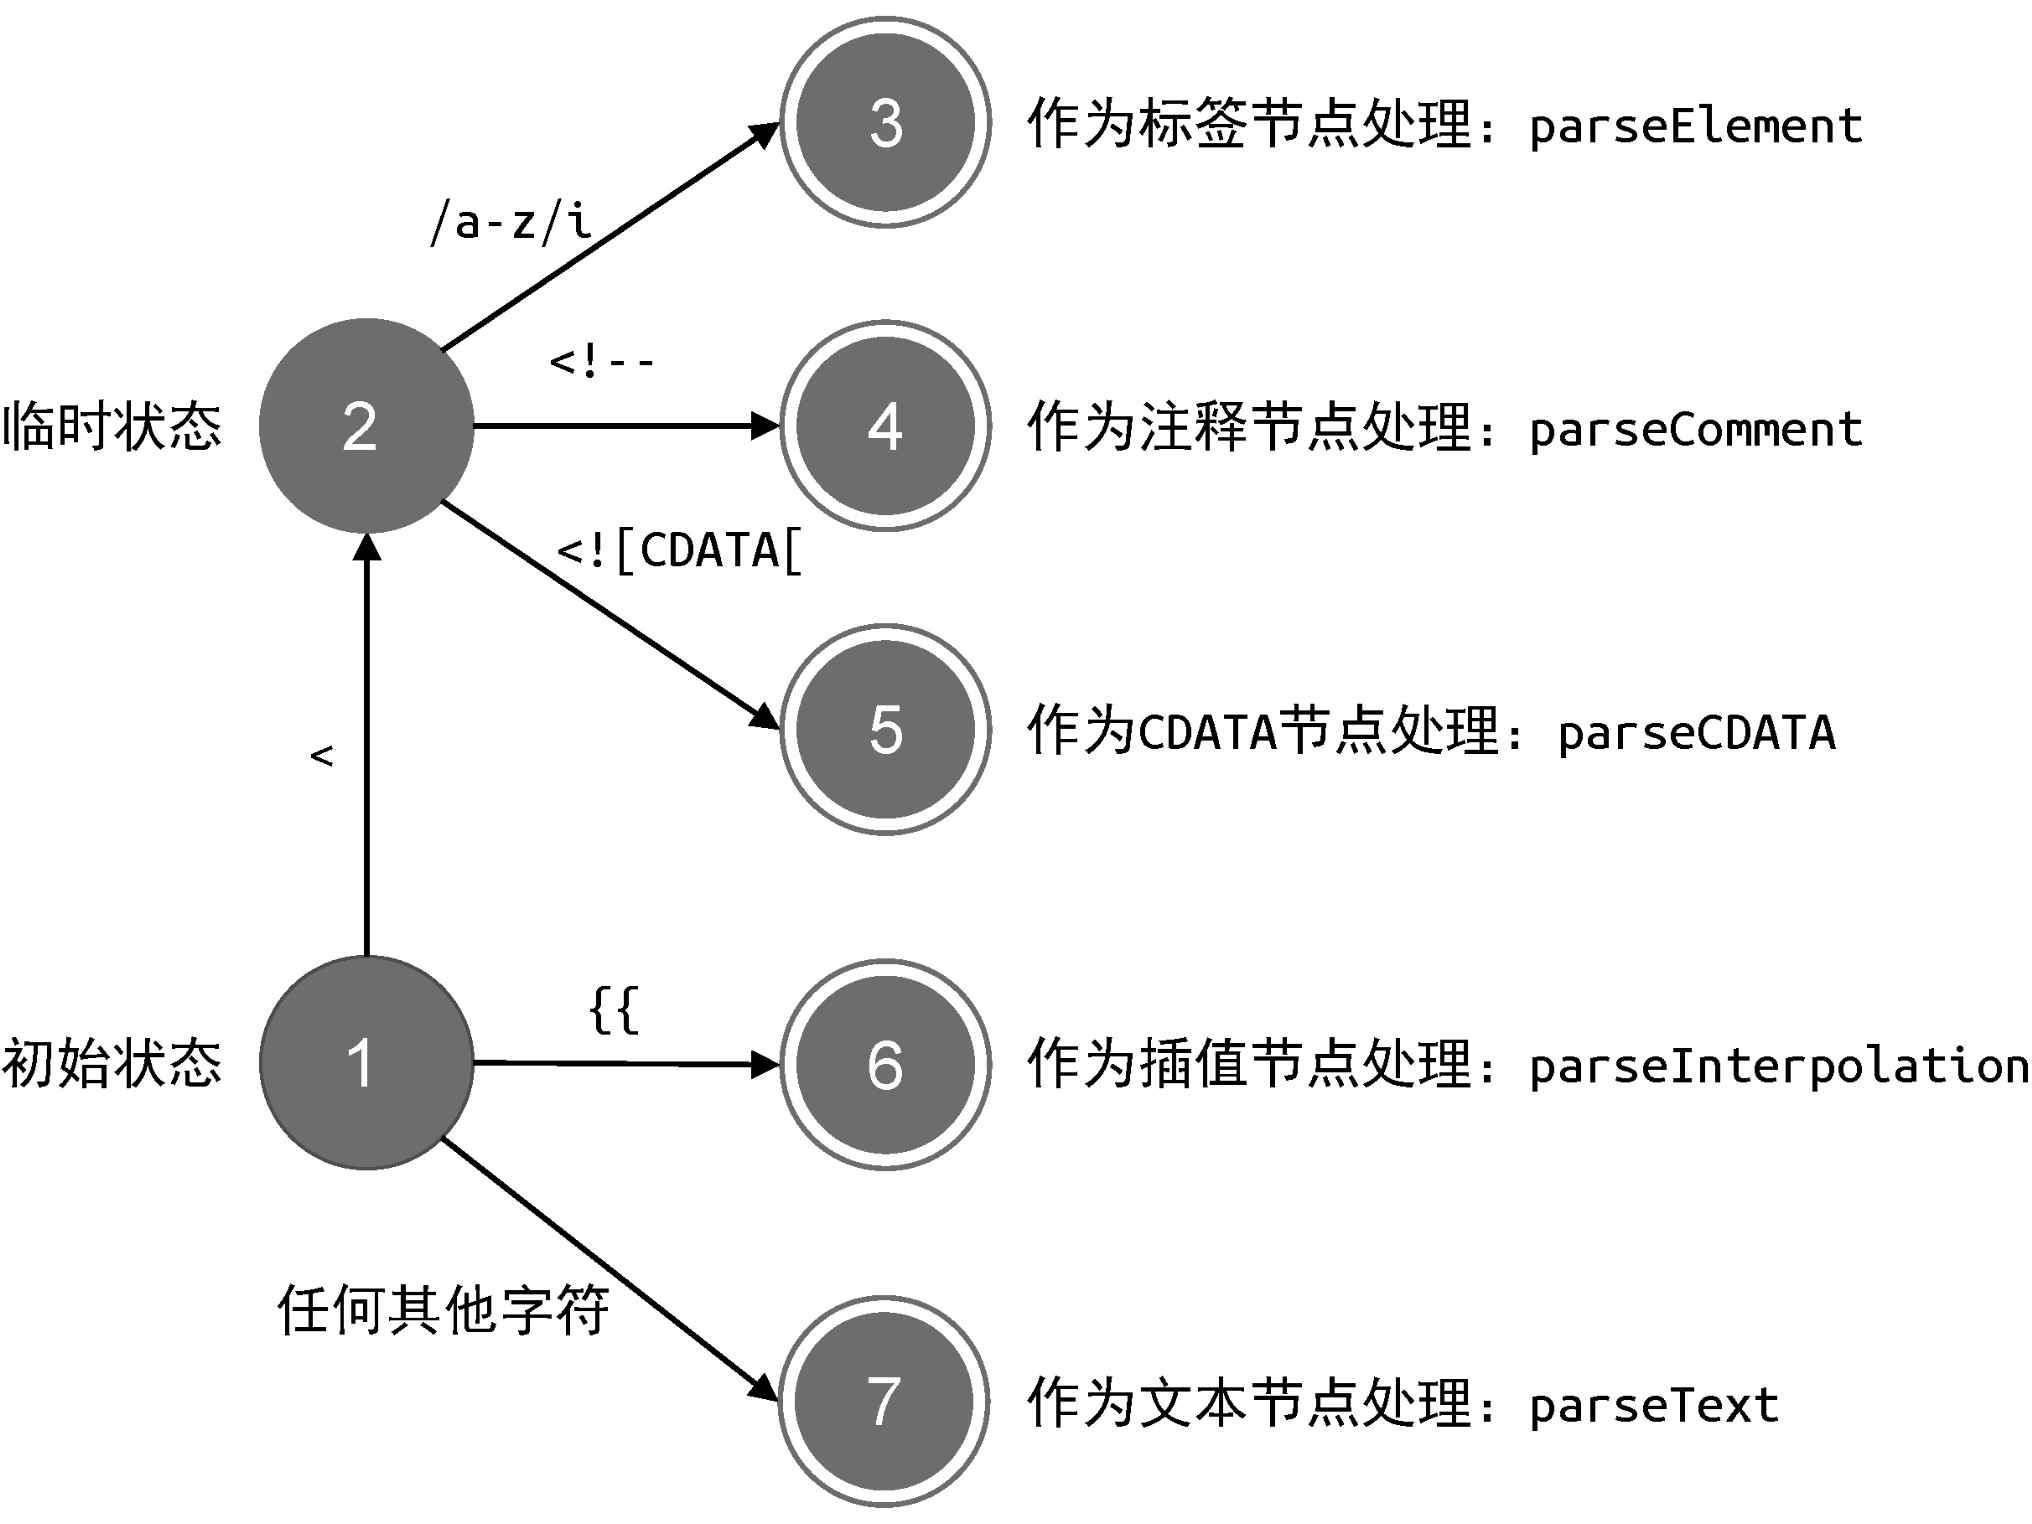 3 作为标签节点处理：parseElement
/a-z/i
<!--
临时状态 2 4 作为注释节点处理：parseComment
<![CDATA[
5 作为CDATA节点处理：parseCDATA
<
{{
初始状态 1 6 作为插值节点处理：parseInterpolation
任何其他字符
7 作为文本节点处理：parseText